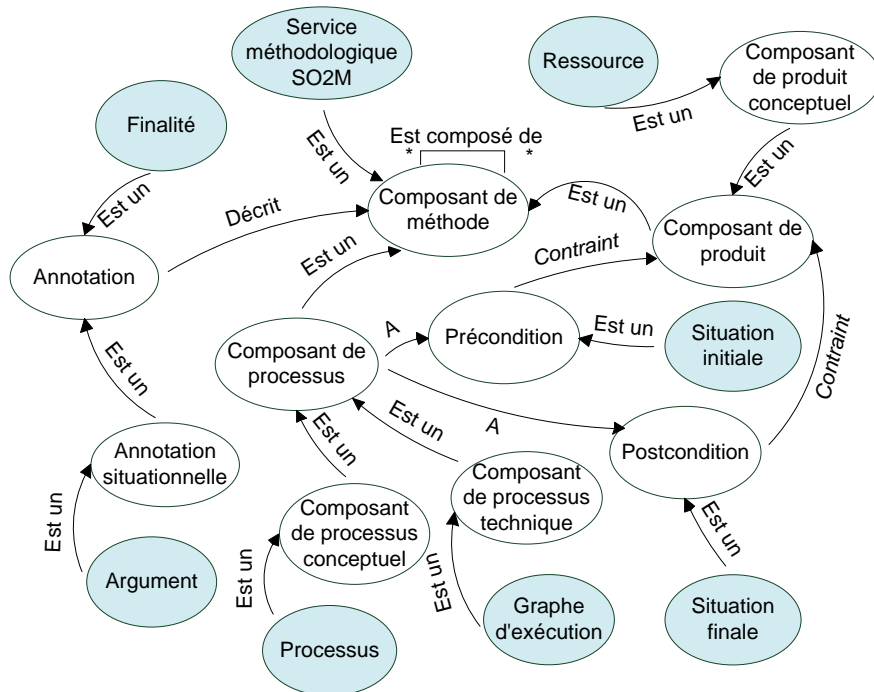 Service
méthodologique
SO2M
Ressource
Composant
de produit
conceptuel
Est un
Finalité
Est un
Est composé de
* *
Est un
Est un
Décrit
Composant de
méthode
Est un
Composant de
produit
Annotation
Est un
Contraint
A
Précondition
Est un
Situation
initiale
Composant de
processus
Contraint
Est un
Est un
A
Postcondition
Annotation
situationnelle
Est un
Composant
de processus
technique
Est un
Composant
de processus
conceptuel
Est un
Est un
Est un
Argument
Graphe
d'exécution
Situation
finale
Processus